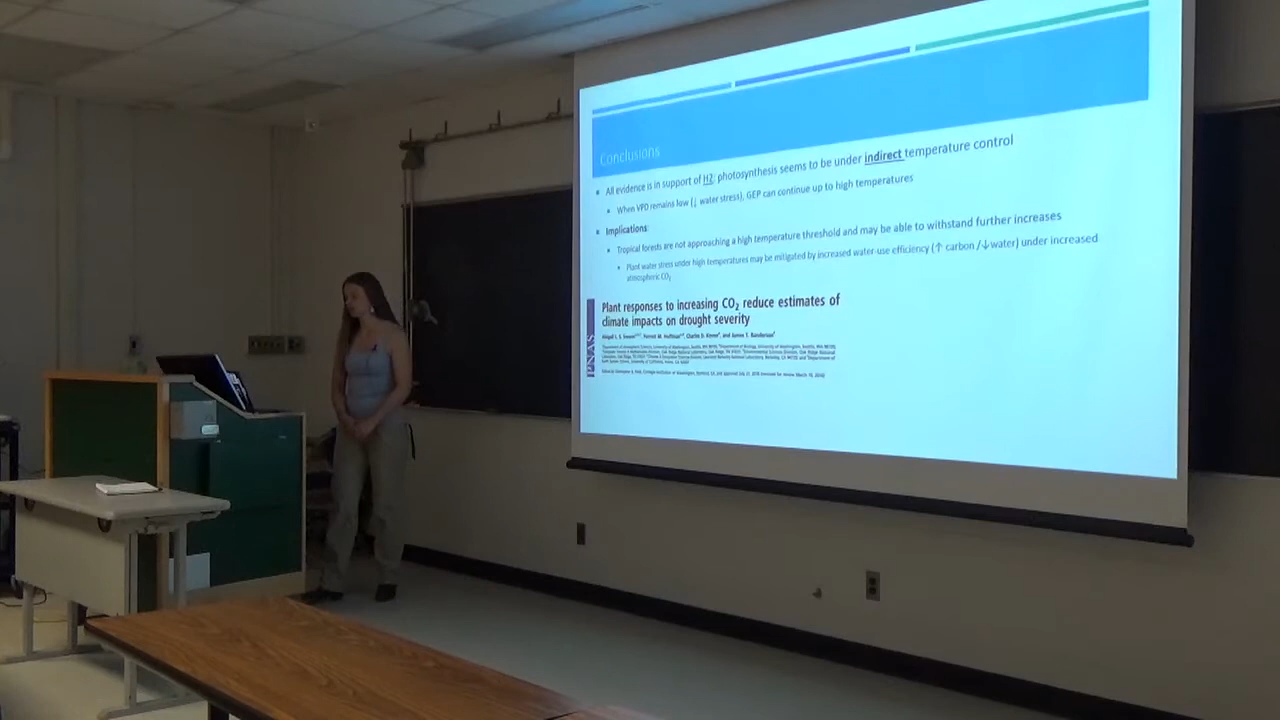 Conclusions
All evidence is in support of H2: photosynthesis seems to be under indirect temperature control
When VPD remains low (↓ water stress), GEP can continue up to high temperatures
Implications:
Tropical forests are not approaching a high temperature threshold and may be able to withstand further increases
Plant water stress under high temperatures may be mitigated by increased water-use efficiency (↑ carbon /↓water) under increased
atmospheric CO₂
PNAS
Plant responses to increasing CO₂ reduce estimates of
climate impacts on drought severity